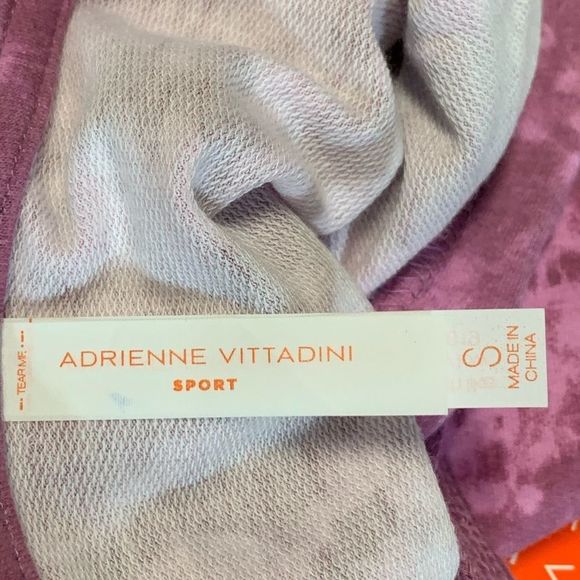 TEAR ME
ADRIENNE VITTADINI
SPORT
S
MADE IN
CHINA